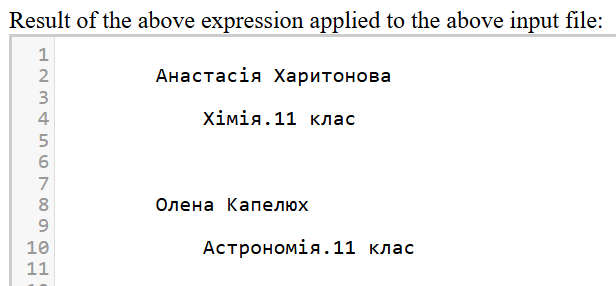 Result of the above expression applied to the above input file:
1
2 Анастасія Харитонова
3
4 Хімія.11 клас
5
6
7
8 Олена Капелюх
9
10 Астрономія.11 клас
11